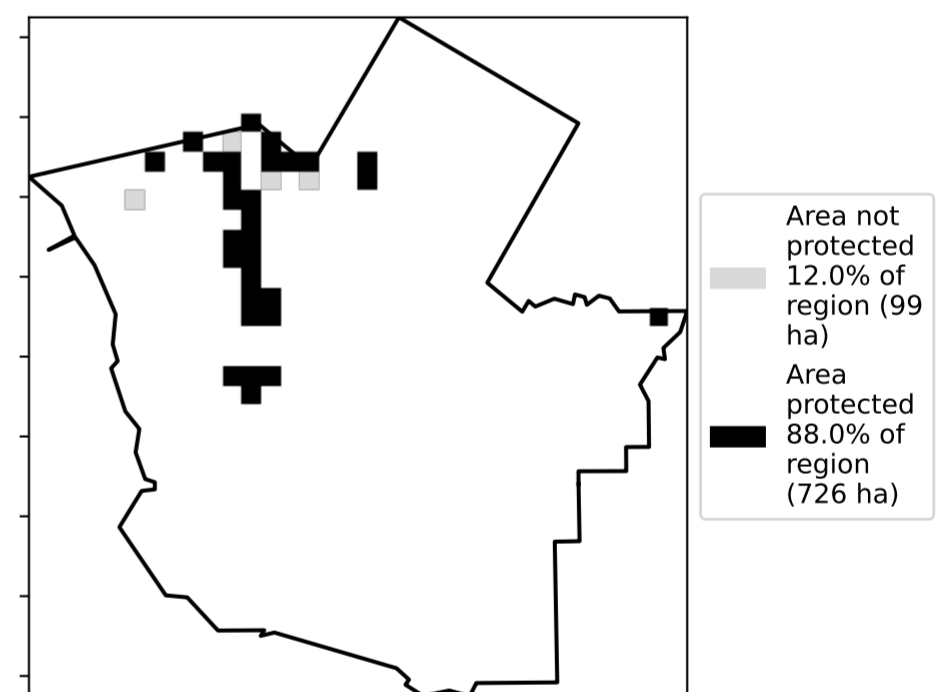 Area not
protected
12.0% of
region (99
ha)
Area
protected
88.0% of
region
(726 ha)